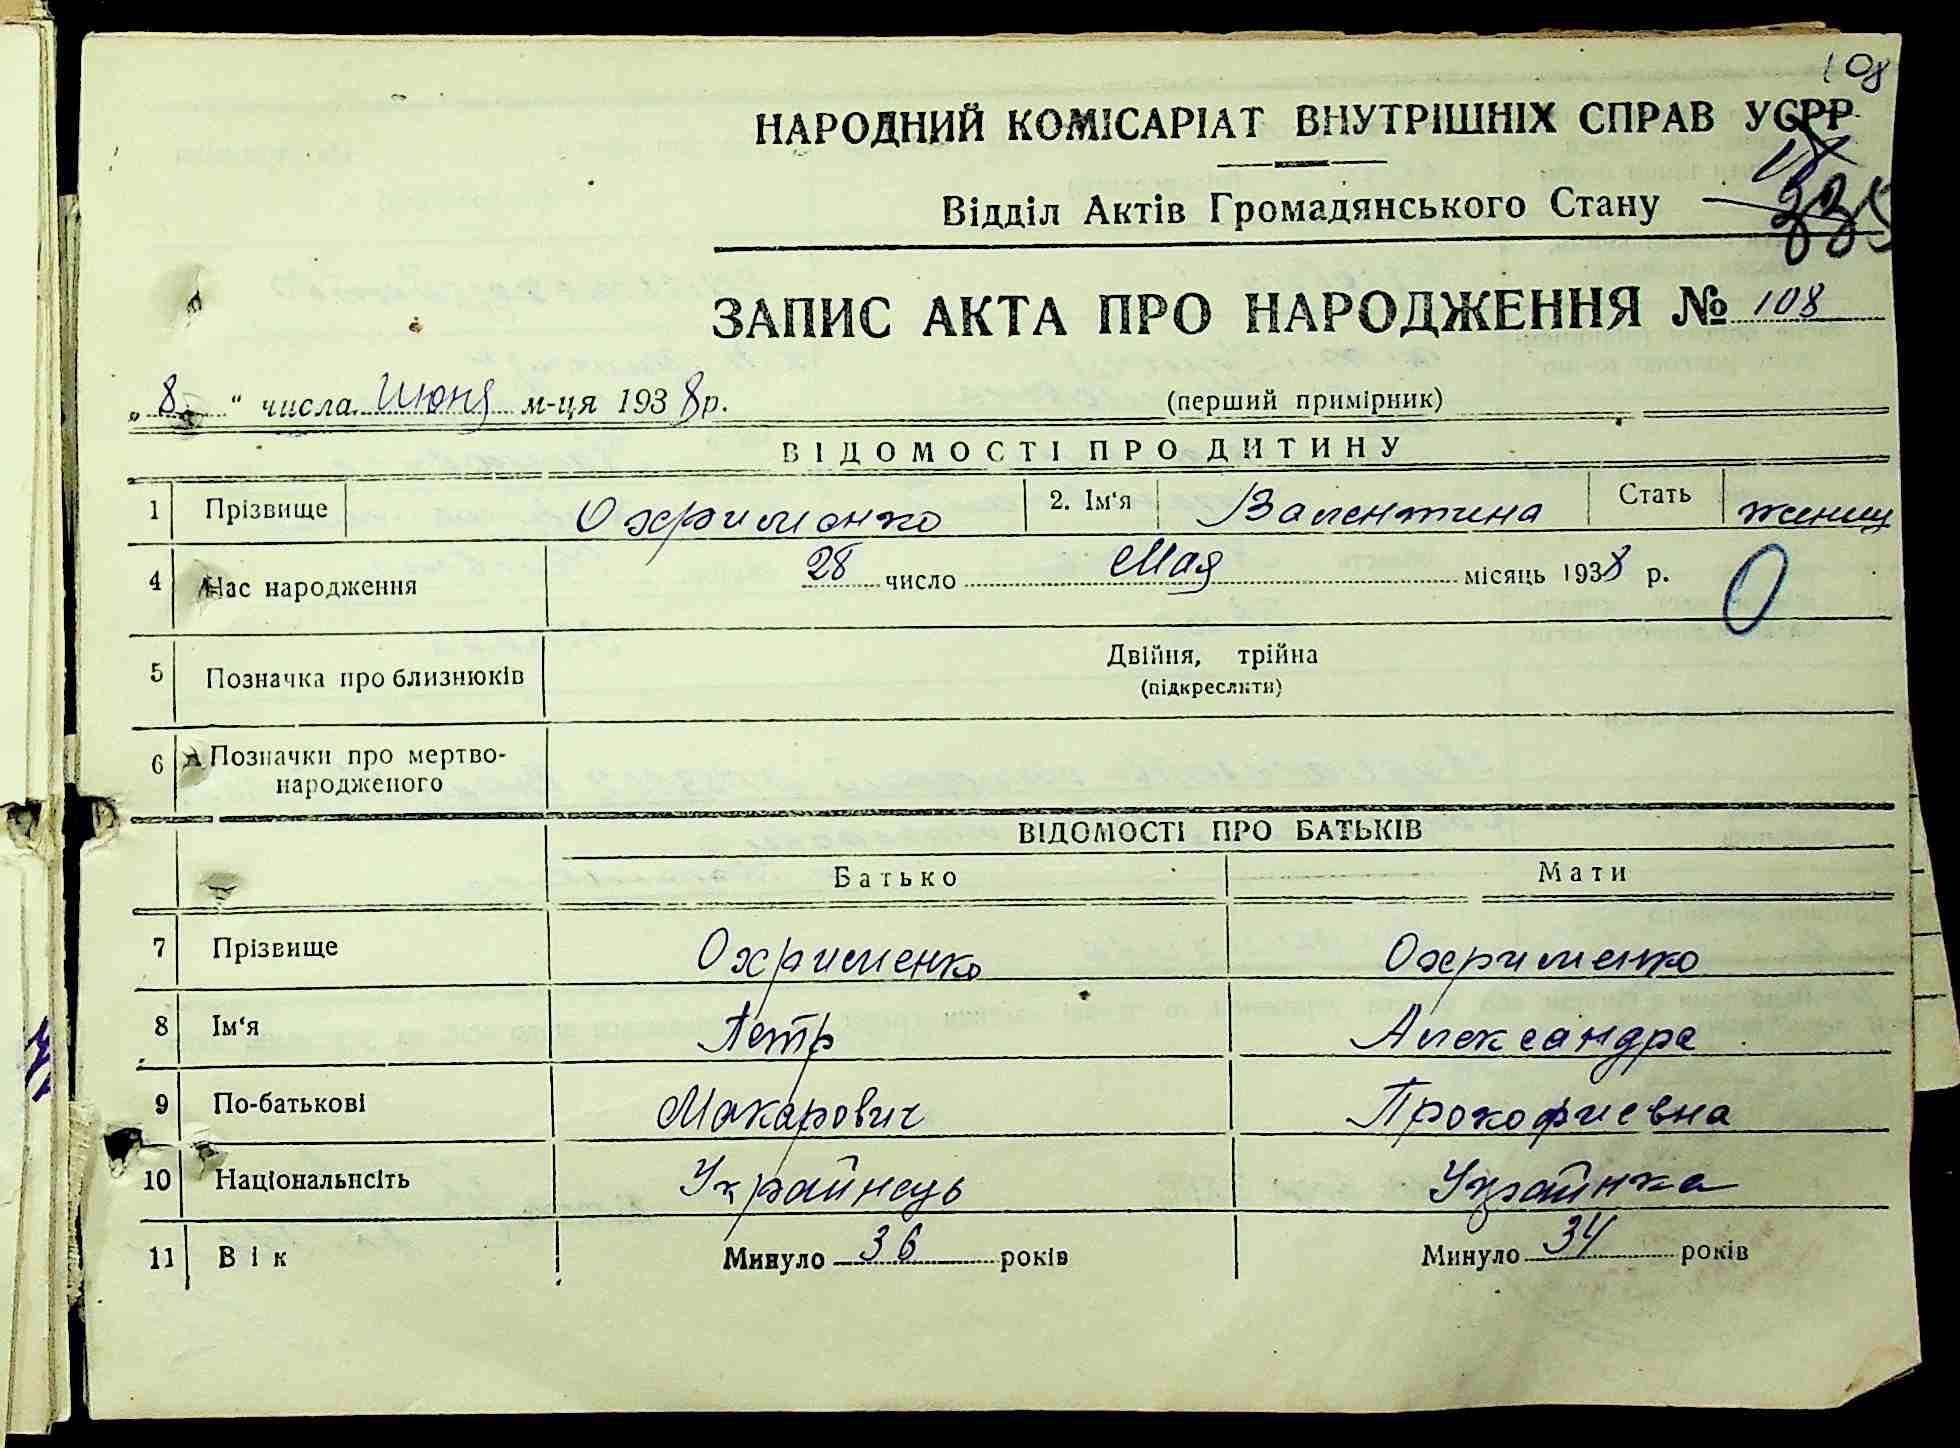 108
НАРОДНИЙ КОМІСАРІАТ ВНУТРІШНІХ СПРАВ УСРР
Відділ Актів Громадянського Стану
ЗАПИС АКТА ПРО НАРОДЖЕННЯ № 108
„8" числа Июня м-ця 1938р. (перший примірник)
ВІДОМОСТІ ПРО ДИТИНУ
1 Прізвище Охрименко 2. Ім‘я Валентина Стать женщ
4 Час народження 28 число Мая місяць 1938 р.
5 Позначка про близнюків Двійня, трійна
(підкреслити)
6 Позначки про мертво-
народженого
ВІДОМОСТІ ПРО БАТЬКІВ
Батько Мати
7 Прізвище Охрименко Охрименко
8 Ім‘я Петр Александра
9 По-батькові Макарович Прокофиевна
10 Національнсіть Украйнець Украйнка
11 Вік Минуло 36 років Минуло 34 років